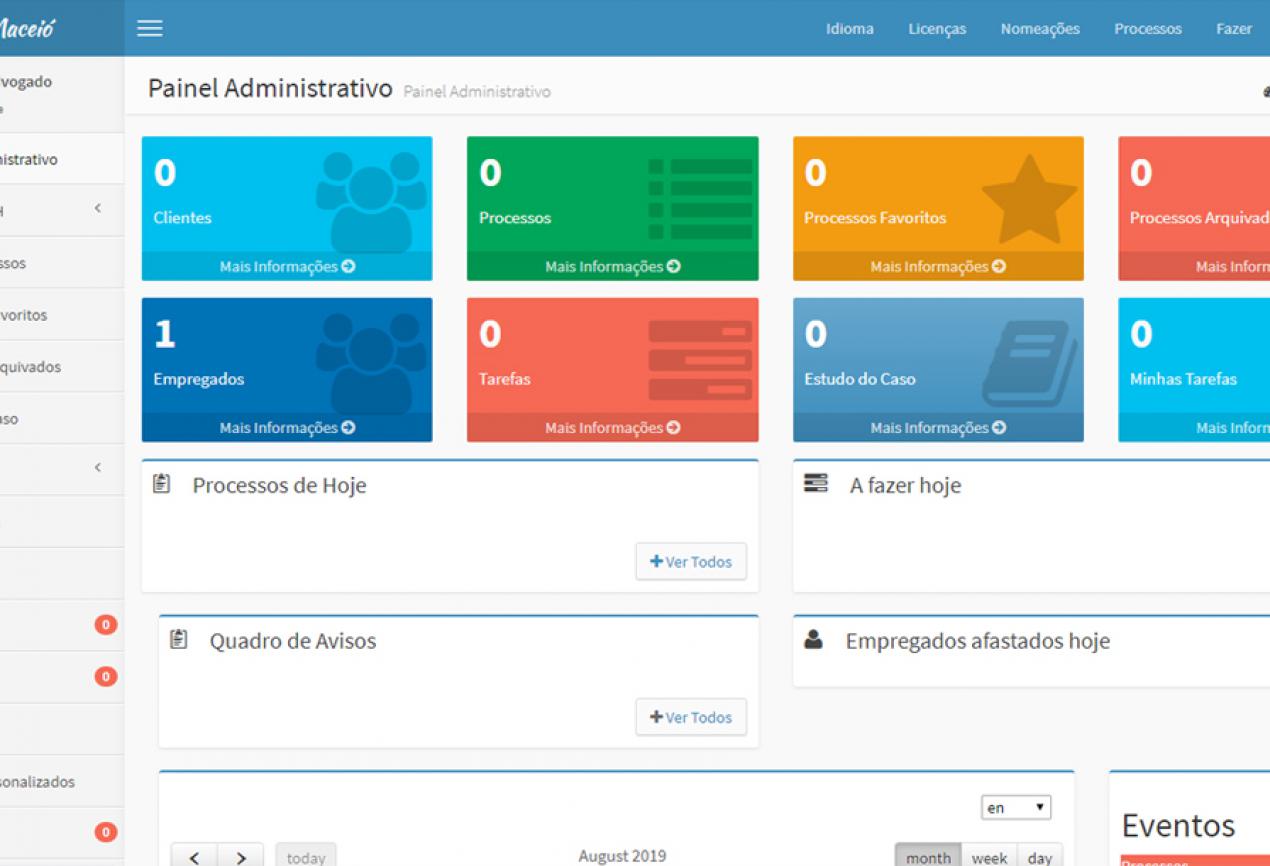 Maceió
Idioma Licenças Nomeações Processos Fazer
vogado
Painel Administrativo Painel Administrativo
nistrativo
H
ssos
voritos
quivados
aso
0
0
sonalizados
0
0
Clientes
Mais Informações
0
Processos
Mais Informações
0
Processos Favoritos
Mais Informações
0
Processos Arquivad
Mais Inforn
1
Empregados
Mais Informações
0
Tarefas
Mais Informações
0
Estudo do Caso
Mais Informações
0
Minhas Tarefas
Mais Inforn
Processos de Hoje
Ver Todos
A fazer hoje
Quadro de Avisos
Ver Todos
Empregados afastados hoje
en
today
August 2019
month week day
Eventos
Processos